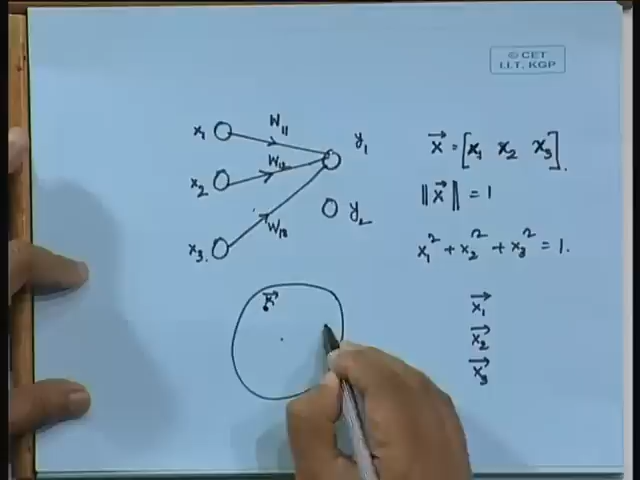 © CET
I.I.T. KGP
x₁ W₁₁ y₁
x₂ W₁₂ y₂
x₃. W₁₃
x⃗ = [x₁ x₂ x₃].
‖x⃗‖ = 1
x₁² + x₂² + x₃² = 1.
x⃗₁
x⃗₂
x⃗₃